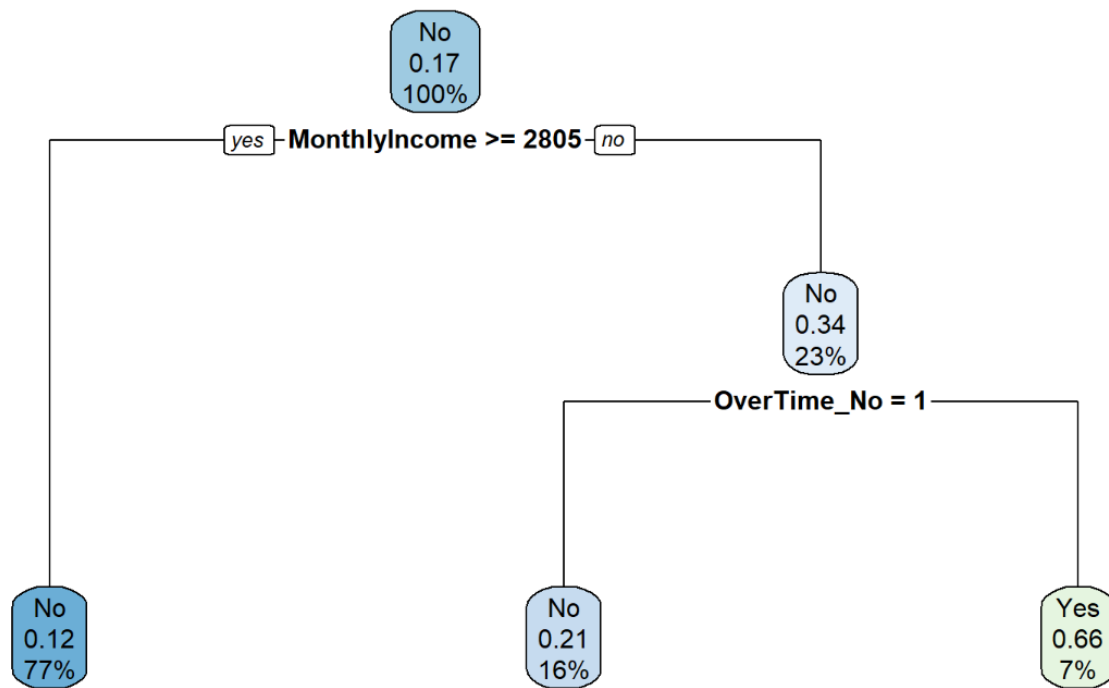 No
0.17
100%
yes MonthlyIncome >= 2805 no
No
0.34
23%
OverTime_No = 1
No
0.12
77%
No
0.21
16%
Yes
0.66
7%